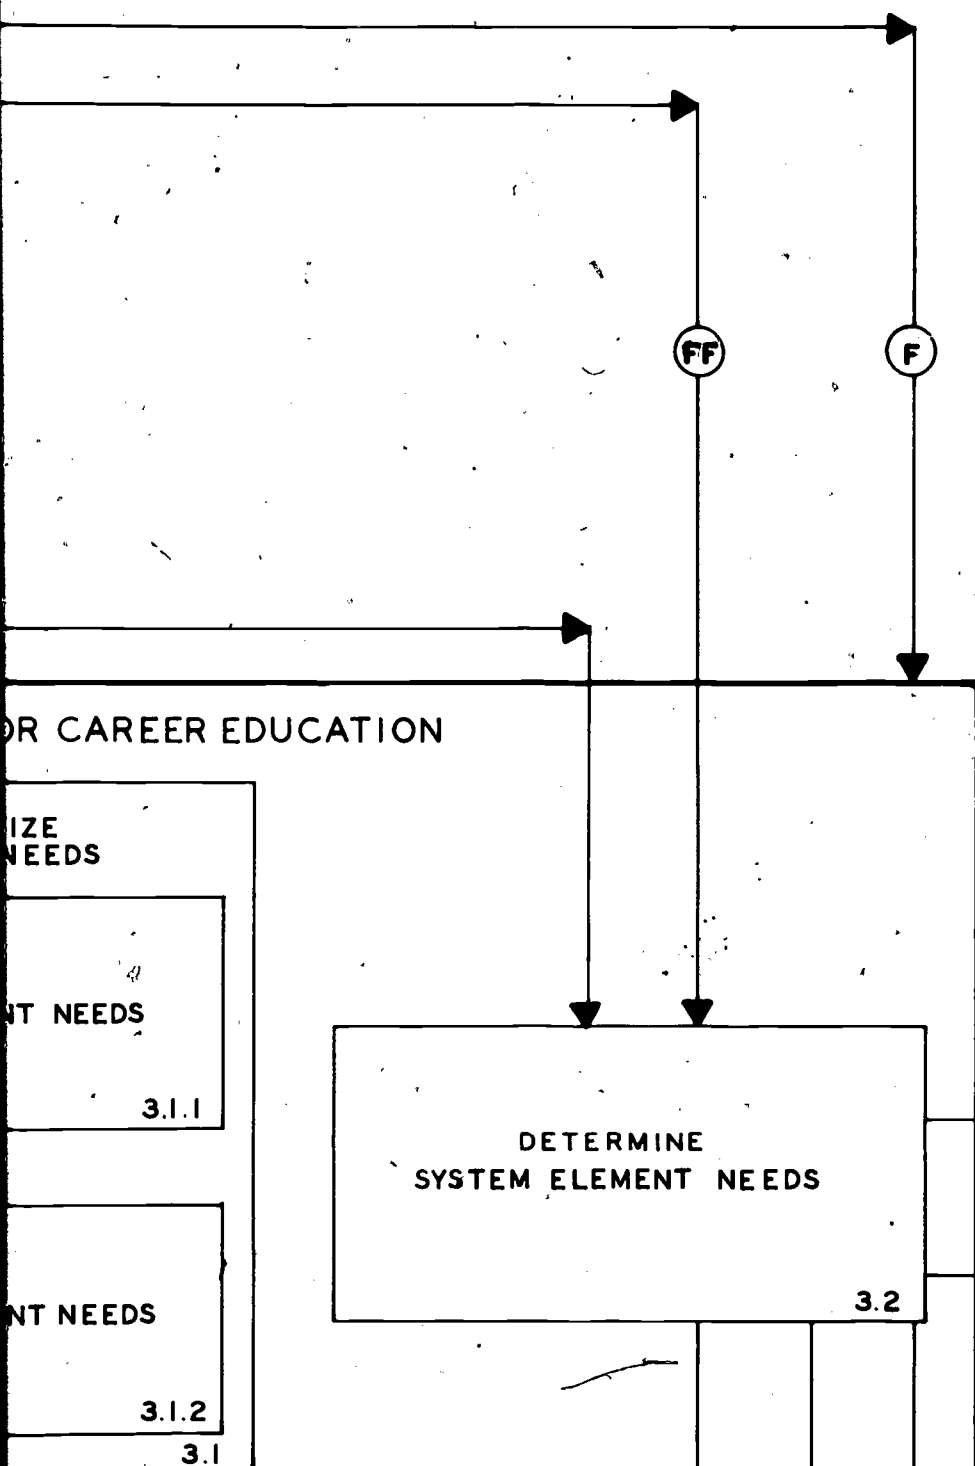 FF
F
OR CAREER EDUCATION
IZE
NEEDS
NT NEEDS
3.1.1
DETERMINE
SYSTEM ELEMENT NEEDS
3.2
NT NEEDS
3.1.2
3.1